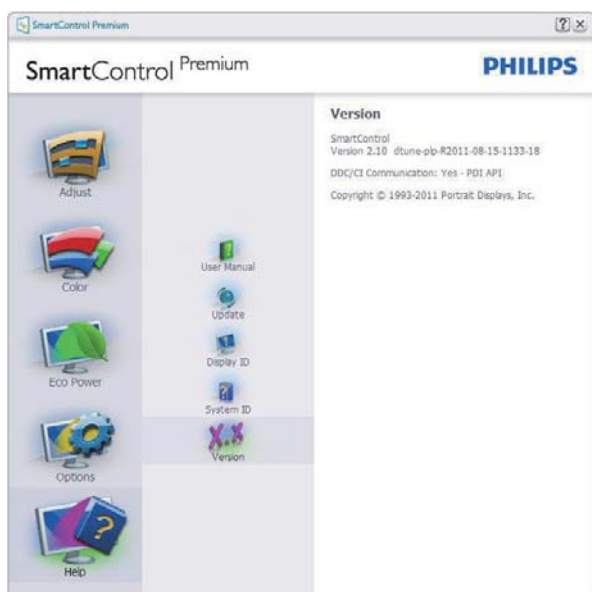 SmartControl Premium
SmartControl Premium
PHILIPS
Adjust
Color
Eco Power
Options
Help
User Manual
Update
Display ID
System ID
Version
Version
SmartControl
Version 2.10 dtune-plp-R2011-08-15-1133-18
DDC/CI Communication: Yes - PDI API
Copyright © 1993-2011 Portrait Displays, Inc.